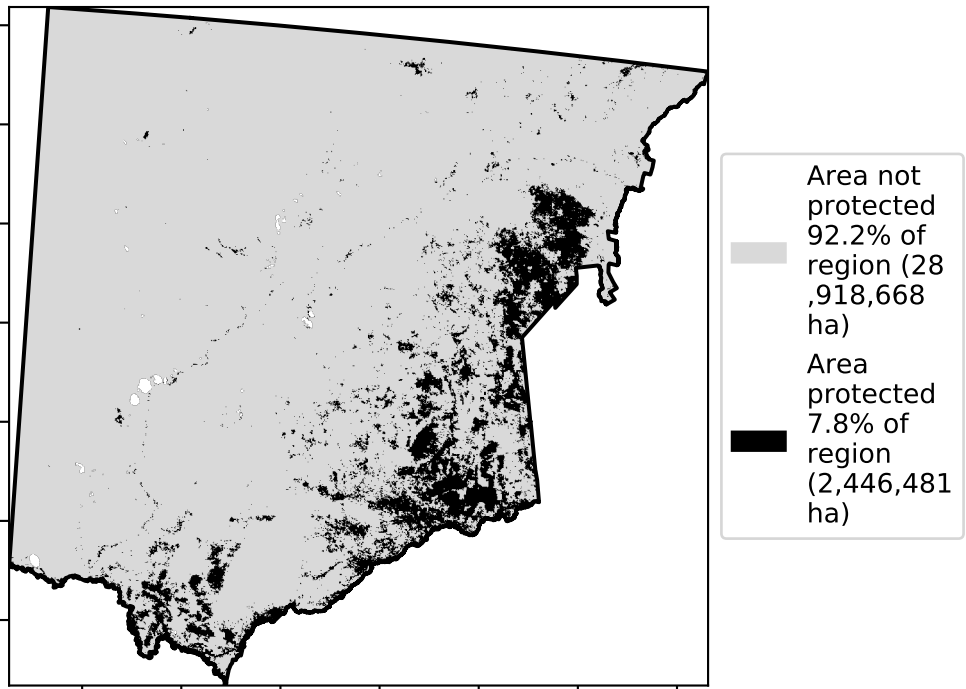 Area not
protected
92.2% of
region (28
,918,668
ha)
Area
protected
7.8% of
region
(2,446,481
ha)